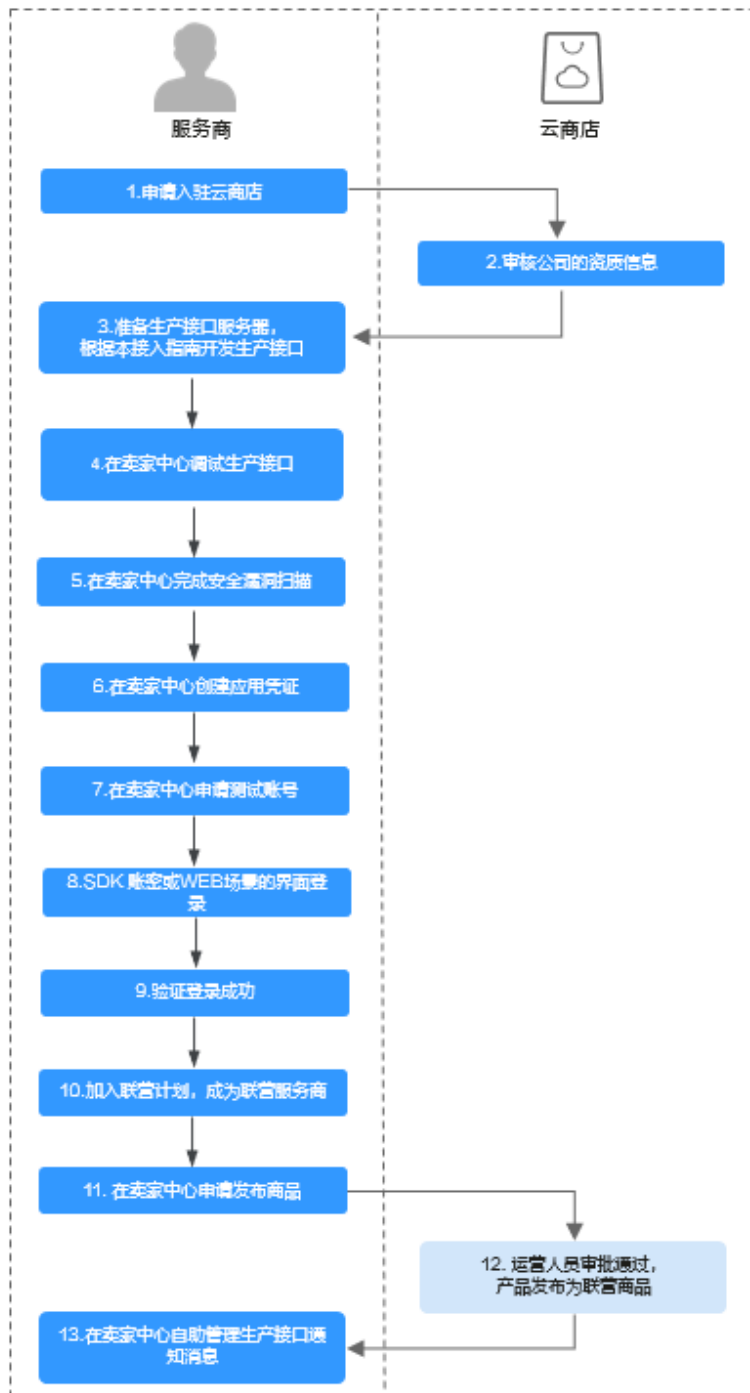 服务商
云商店
1.申请入驻云商店
2.审核公司的资质信息
3.准备生产接口服务器，
根据本接入指南开发生产接口
4.在卖家中心调试生产接口
5.在卖家中心完成安全漏洞扫描
6.在卖家中心创建应用凭证
7.在卖家中心申请测试账号
8.SDK 账密或WEB场景的界面登
录
9.验证登录成功
10.加入联营计划，成为联营服务商
11. 在卖家中心申请发布商品
12. 运营人员审批通过，
产品发布为联营商品
13.在卖家中心自助管理生产接口通
知消息